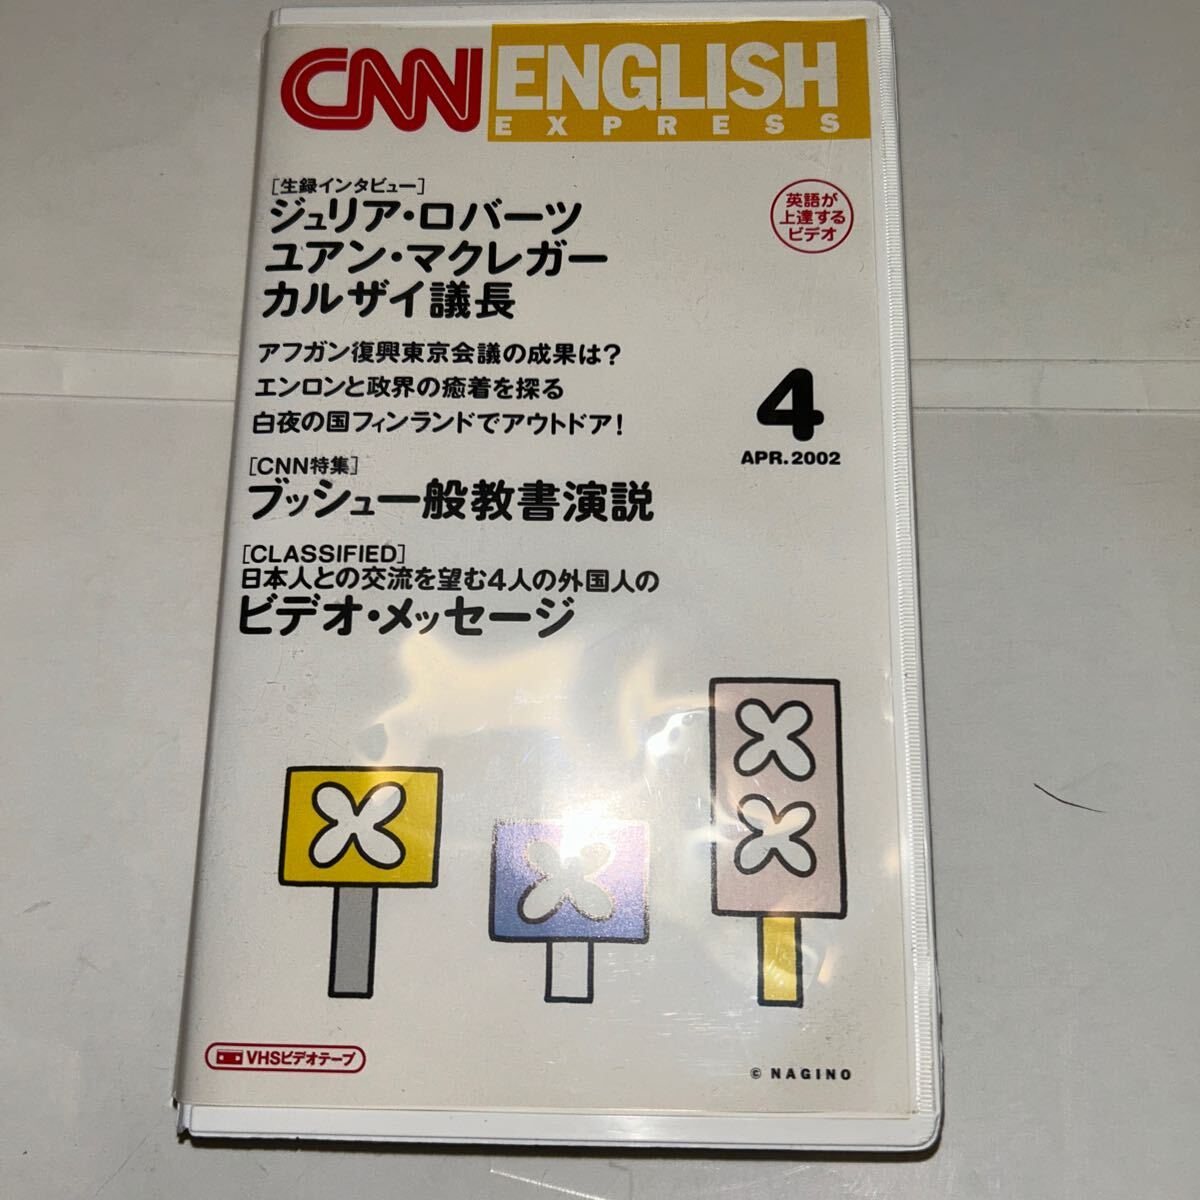 CNN ENGLISH
EXPRESS
[生録インタビュー]
ジュリア・ロバーツ
ユアン・マクレガー
カルザイ議長
英語が
上達する
ビデオ
アフガン復興東京会議の成果は?
エンロンと政界の癒着を探る
白夜の国フィンランドでアウトドア!
4
APR.2002
[CNN特集]
ブッシュ一般教書演説
[CLASSIFIED]
日本人との交流を望む4人の外国人の
ビデオ・メッセージ
VHSビデオテープ
© NAGINO